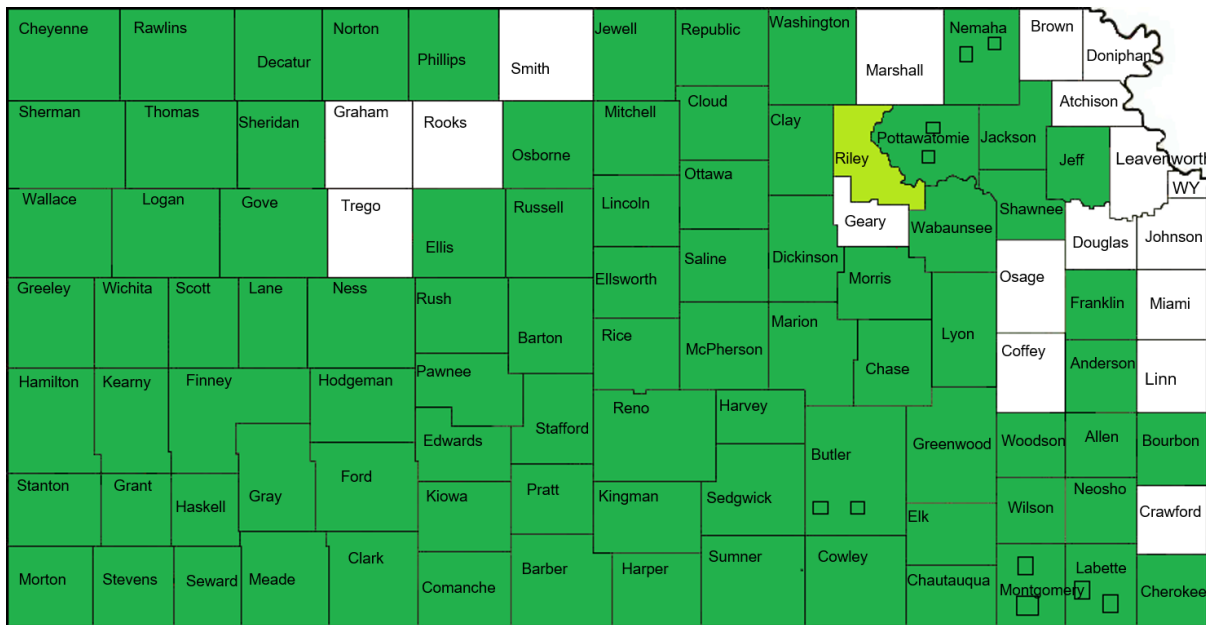 Cheyenne
Rawlins
Decatur
Norton
Phillips
Smith
Jewell
Republic
Washington
Marshall
Nemaha
Brown
Doniphan
Sherman
Thomas
Sheridan
Graham
Rooks
Osborne
Mitchell
Cloud
Clay
Riley
Pottawatomie
Jackson
Atchison
Jeff
Leavenworth
WY
Wallace
Logan
Gove
Trego
Ellis
Russell
Lincoln
Ottawa
Geary
Wabaunsee
Shawnee
Douglas
Johnson
Ellsworth
Saline
Dickinson
Morris
Osage
Greeley
Wichita
Scott
Lane
Ness
Rush
Barton
Rice
McPherson
Marion
Chase
Lyon
Coffey
Franklin
Miami
Anderson
Linn
Hamilton
Kearny
Finney
Hodgeman
Pawnee
Edwards
Stafford
Reno
Harvey
Butler
Greenwood
Woodson
Allen
Bourbon
Stanton
Grant
Haskell
Gray
Ford
Kiowa
Pratt
Kingman
Sedgwick
Elk
Wilson
Neosho
Crawford
Morton
Stevens
Seward
Meade
Clark
Comanche
Barber
Harper
Sumner
Cowley
Chautauqua
Montgomery
Labette
Cherokee